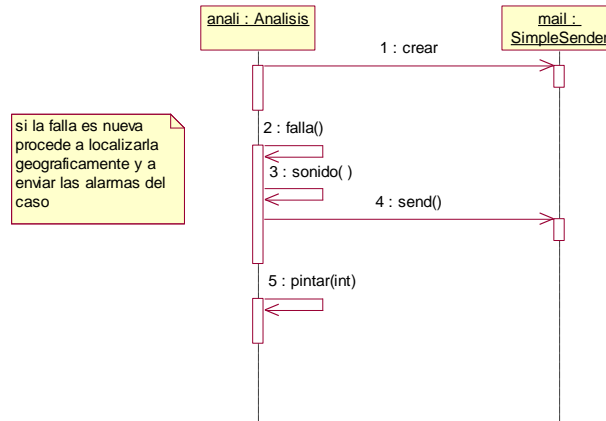 anali : Analisis
mail :
SimpleSender
1 : crear
si la falla es nueva
procede a localizarla
geograficamente y a
enviar las alarmas del
caso
2 : falla()
3 : sonido( )
4 : send()
5 : pintar(int)